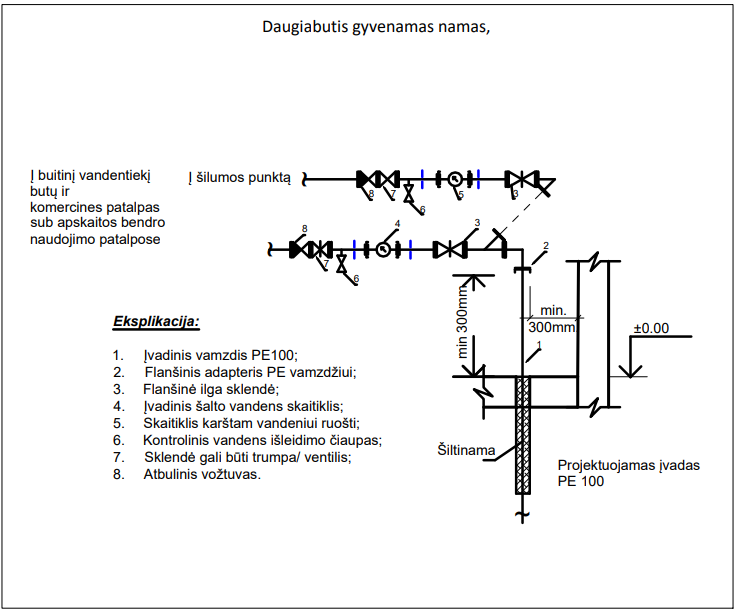 Daugiabutis gyvenamas namas,
Į buitinį vandentiekį
butų ir
komercines patalpas
sub apskaitos bendro
naudojimo patalpose
Į šilumos punktą
8
7
6
5
3
8
7
6
4
3
2
min 300mm
min.
300mm
1
±0.00
Eksplikacija:
1. Įvadinis vamzdis PE100;
2. Flanšinis adapteris PE vamzdžiui;
3. Flanšinė ilga sklendė;
4. Įvadinis šalto vandens skaitiklis;
5. Skaitiklis karštam vandeniui ruošti;
6. Kontrolinis vandens išleidimo čiaupas;
7. Sklendė gali būti trumpa/ ventilis;
8. Atbulinis vožtuvas.
Šiltinama
Projektuojamas įvadas
PE 100